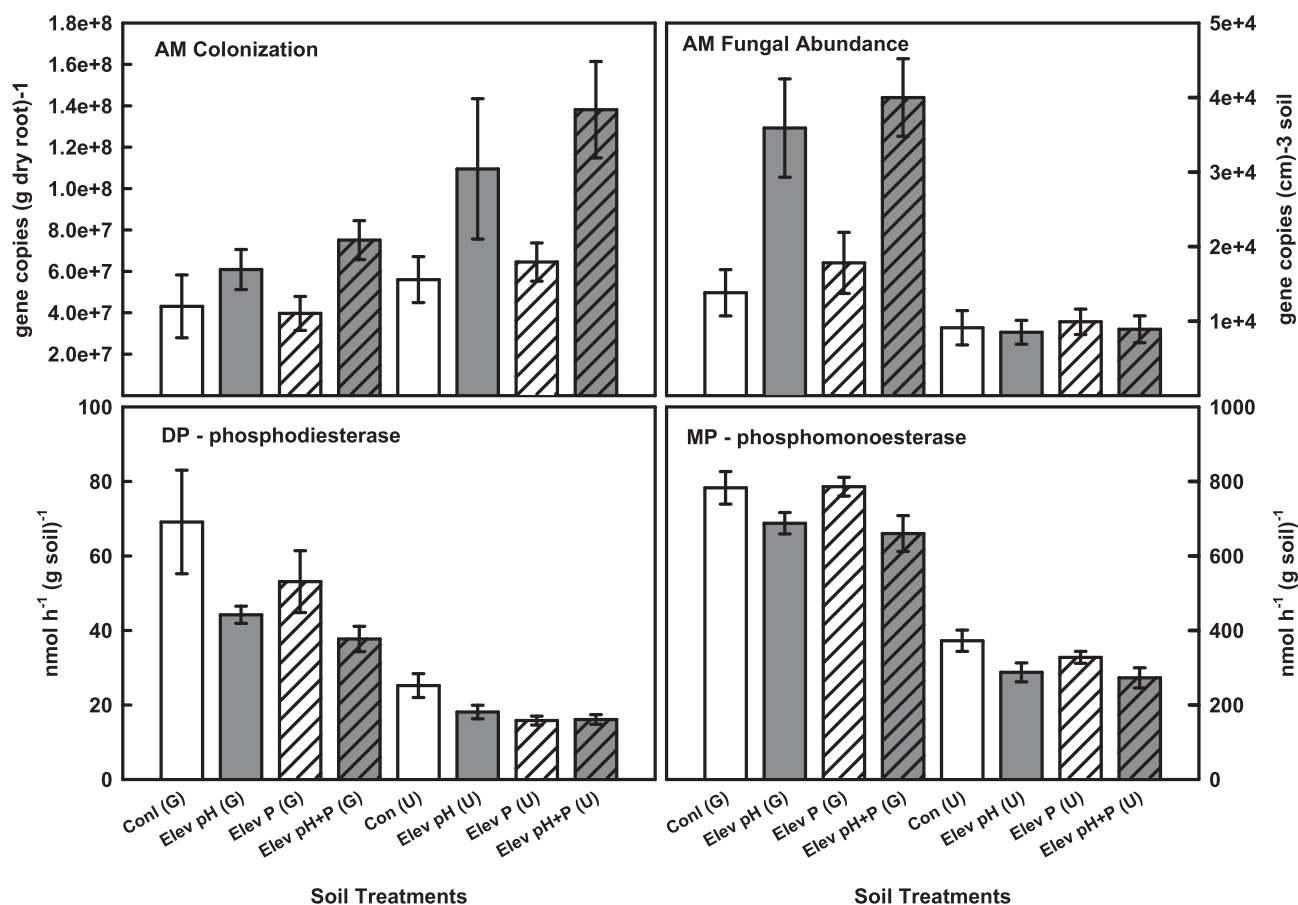 AM Colonization
gene copies (g dry root)-1
1.8e+8
1.6e+8
1.4e+8
1.2e+8
1.0e+8
8.0e+7
6.0e+7
4.0e+7
2.0e+7
AM Fungal Abundance
5e+4
4e+4
3e+4
2e+4
1e+4
gene copies (cm)-3 soil
DP - phosphodiesterase
nmol h-1 (g soil)-1
100
80
60
40
20
0
MP - phosphomonoesterase
1000
800
600
400
200
0
nmol h-1 (g soil)-1
Conl (G)
Elev pH (G)
Elev P (G)
Elev pH+P (G)
Con (U)
Elev pH (U)
Elev P (U)
Elev pH+P (U)
Conl (G)
Elev pH (G)
Elev P (G)
Elev pH+P (G)
Con (U)
Elev pH (U)
Elev P (U)
Elev pH+P (U)
Soil Treatments
Soil Treatments